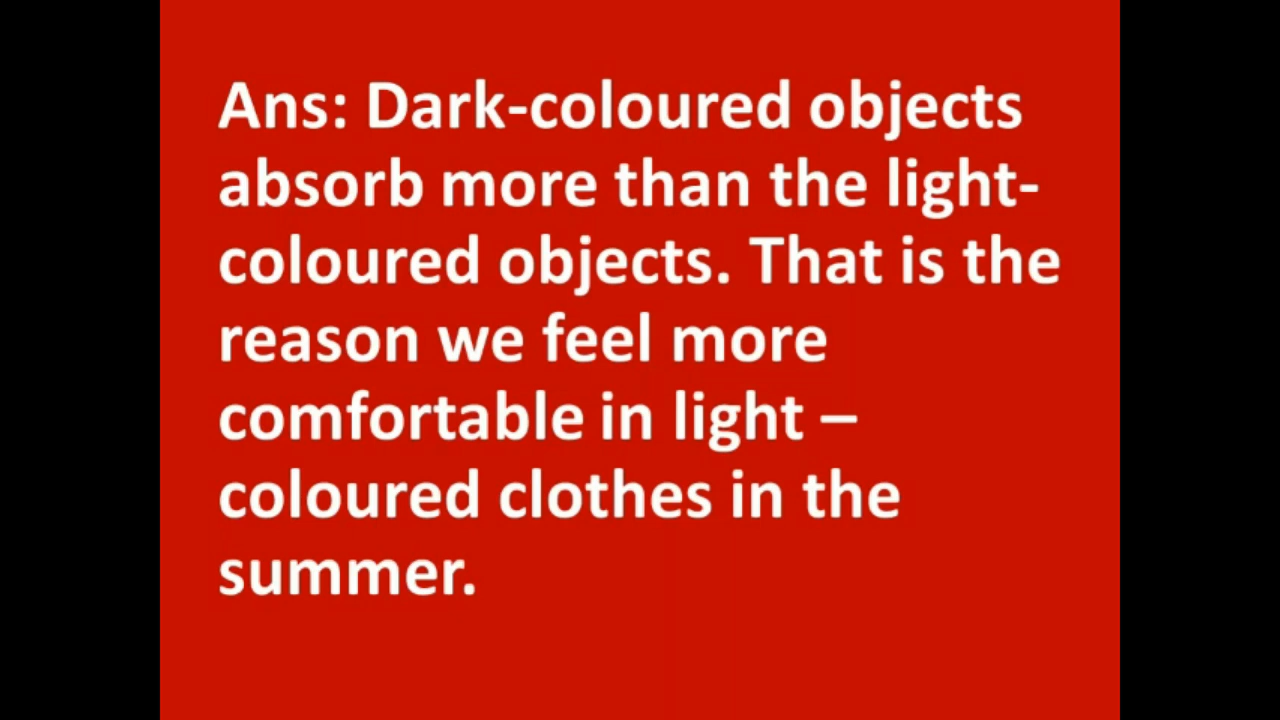 Ans: Dark-coloured objects
absorb more than the light-
coloured objects. That is the
reason we feel more
comfortable in light –
coloured clothes in the
summer.